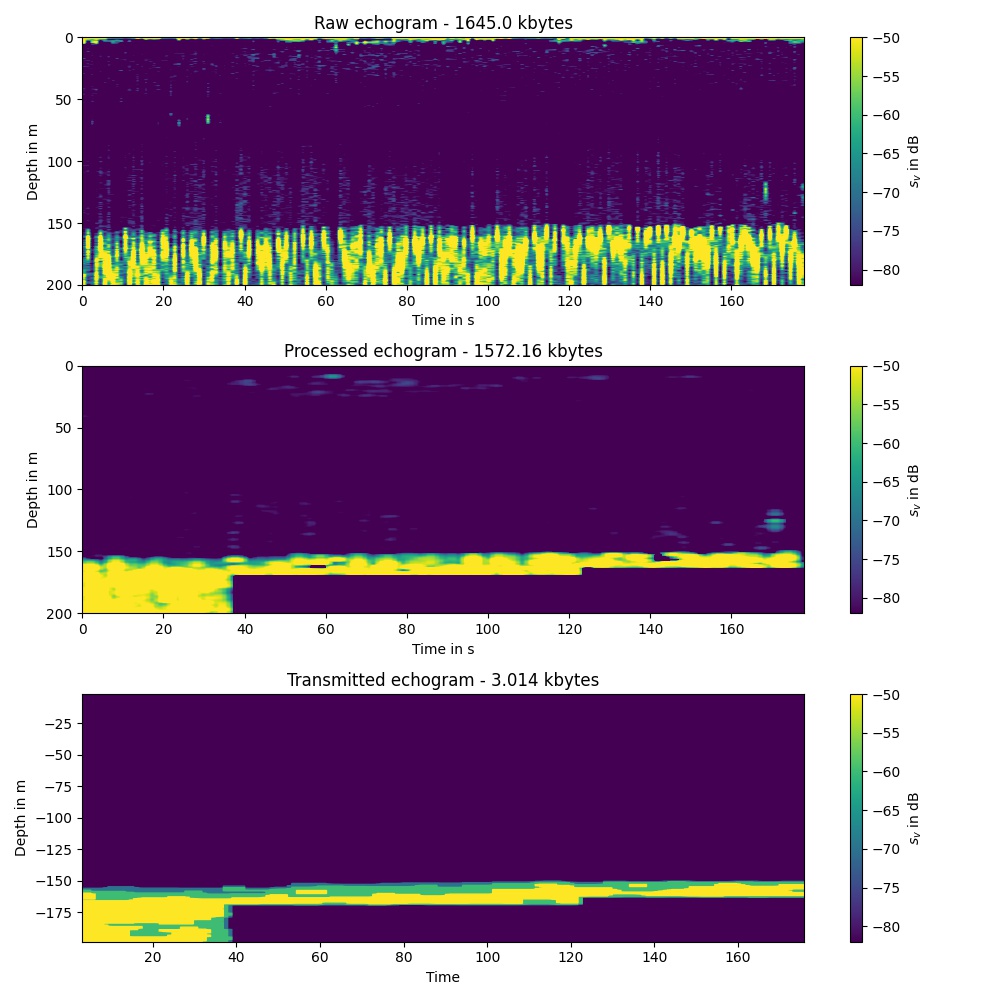 Raw echogram - 1645.0 kbytes
0
50
100
150
200
Depth in m
0 20 40 60 80 100 120 140 160
Time in s
−50
−55
−60
−65
−70
−75
−80
sv in dB
Processed echogram - 1572.16 kbytes
0
50
100
150
200
Depth in m
0 20 40 60 80 100 120 140 160
Time in s
−50
−55
−60
−65
−70
−75
−80
sv in dB
Transmitted echogram - 3.014 kbytes
−25
−50
−75
−100
−125
−150
−175
Depth in m
20 40 60 80 100 120 140 160
Time
−50
−55
−60
−65
−70
−75
−80
sv in dB